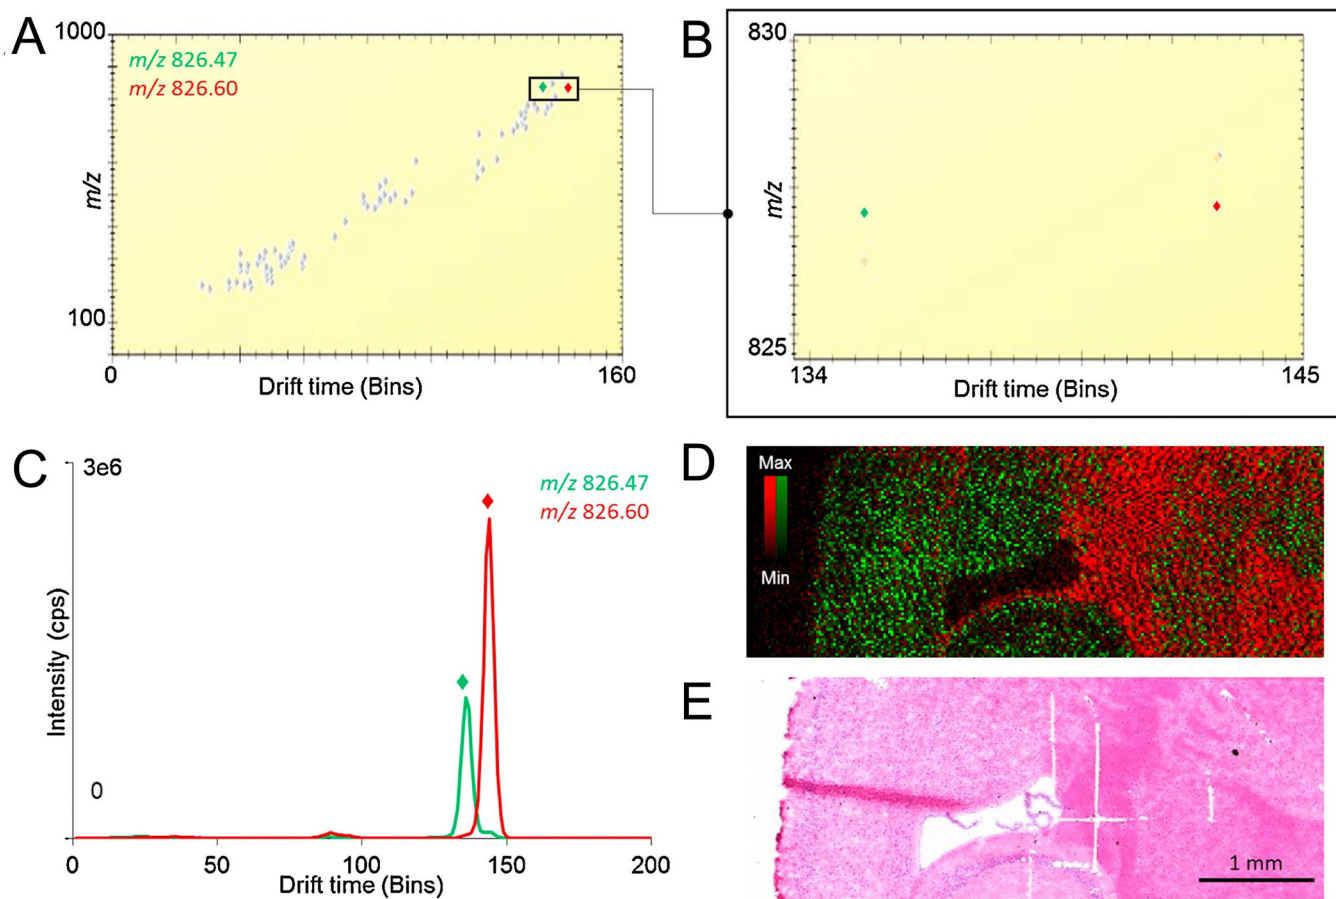 A
1000
m/z 826.47
m/z 826.60
m/z
100
0
160
Drift time (Bins)
B
830
m/z
825
134
145
Drift time (Bins)
C
3e6
m/z 826.47
m/z 826.60
Intensity (cps)
0
0
50
100
150
200
Drift time (Bins)
D
Max
Min
E
1 mm